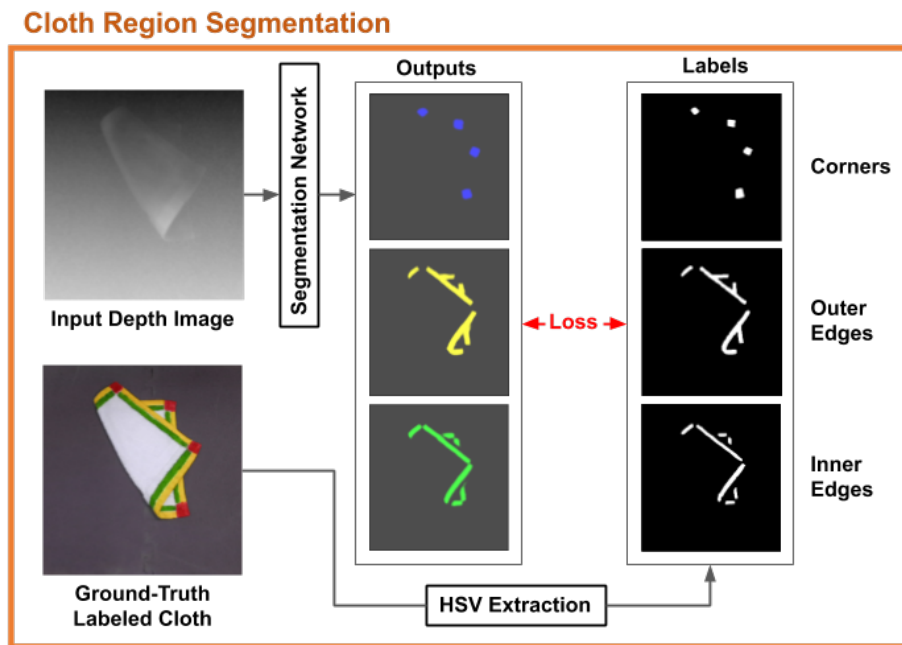 Cloth Region Segmentation
Outputs
Labels
Segmentation Network
Corners
Input Depth Image
Loss
Outer
Edges
Inner
Edges
Ground-Truth
Labeled Cloth
HSV Extraction